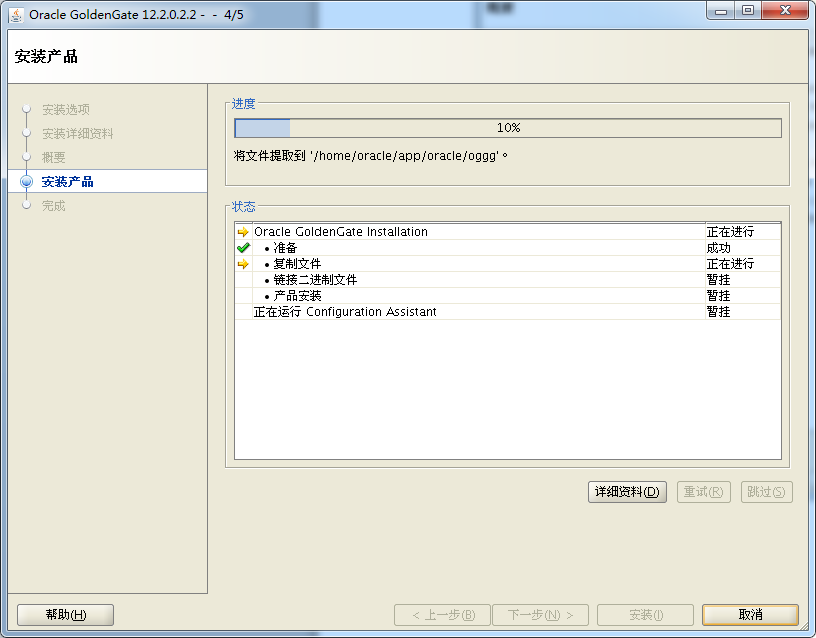 Oracle GoldenGate 12.2.0.2.2 - - 4/5
安装产品
安装选项
安装详细资料
概要
安装产品
完成
进度
10%
将文件提取到 '/home/oracle/app/oracle/oggg'。
状态
Oracle GoldenGate Installation 正在进行
• 准备 成功
• 复制文件 正在进行
• 链接二进制文件 暂挂
• 产品安装 暂挂
正在运行 Configuration Assistant 暂挂
详细资料(D) 重试(R) 跳过(S)
帮助(H) < 上一步(B) 下一步(N) > 安装(I) 取消